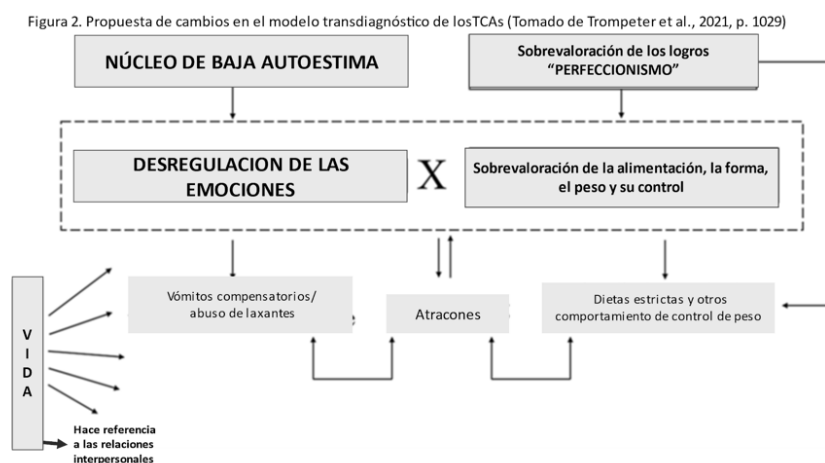 Figura 2. Propuesta de cambios en el modelo transdiagnóstico de losTCAs (Tomado de Trompeter et al., 2021, p. 1029)
NÚCLEO DE BAJA AUTOESTIMA
Sobrevaloración de los logros
“PERFECCIONISMO”
DESREGULACION DE LAS
EMOCIONES
X
Sobrevaloración de la alimentación, la forma,
el peso y su control
Vómitos compensatorios/
abuso de laxantes
Atracones
Dietas estrictas y otros
comportamiento de control de peso
V
I
D
A
Hace referencia
a las relaciones
interpersonales